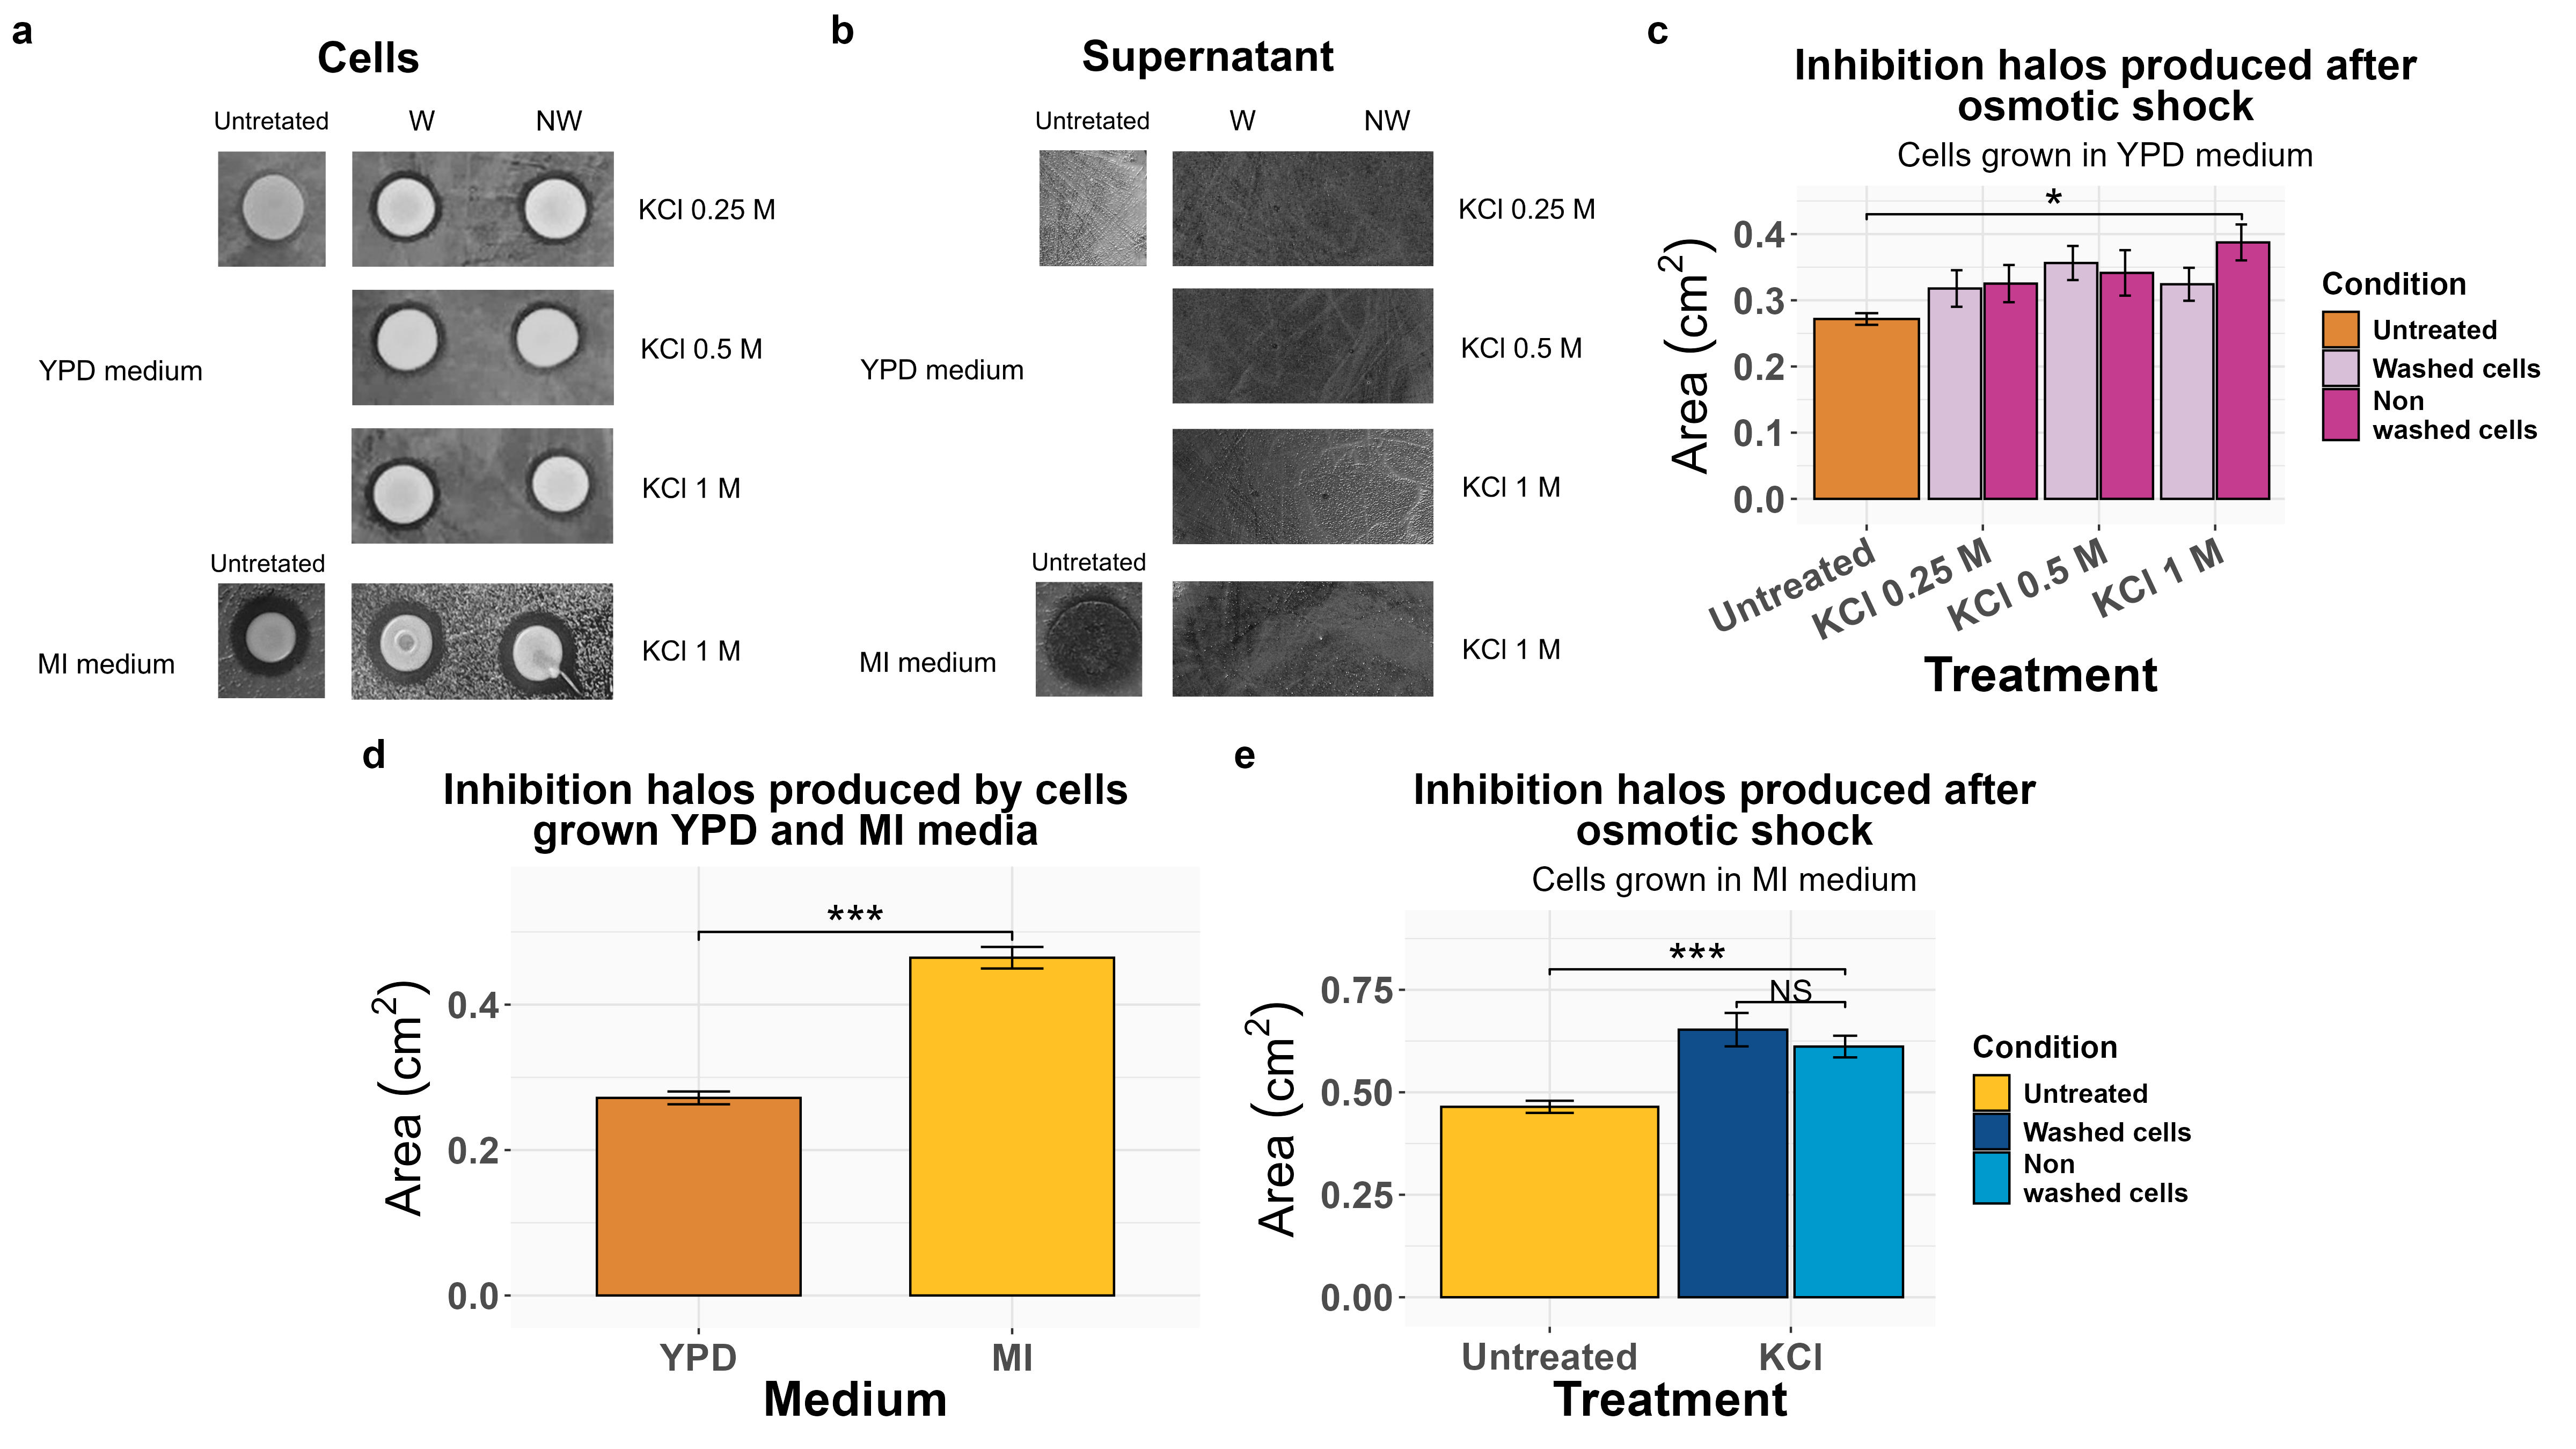 a
Cells
Untretated
W
NW
KCl 0.25 M
KCl 0.5 M
YPD medium
KCl 1 M
Untretated
MI medium
KCl 1 M
b
Supernatant
Untretated
W
NW
KCl 0.25 M
KCl 0.5 M
YPD medium
KCl 1 M
Untretated
MI medium
KCl 1 M
c
Inhibition halos produced after
osmotic shock
Cells grown in YPD medium
*
Area (cm²)
0.4
0.3
0.2
0.1
0.0
Untreated
KCl 0.25 M
KCl 0.5 M
KCl 1 M
Treatment
Condition
Untreated
Washed cells
Non
washed cells
d
Inhibition halos produced by cells
grown YPD and MI media
***
Area (cm²)
0.4
0.2
0.0
YPD
MI
Medium
e
Inhibition halos produced after
osmotic shock
Cells grown in MI medium
***
NS
Area (cm²)
0.75
0.50
0.25
0.00
Untreated
KCl
Treatment
Condition
Untreated
Washed cells
Non
washed cells